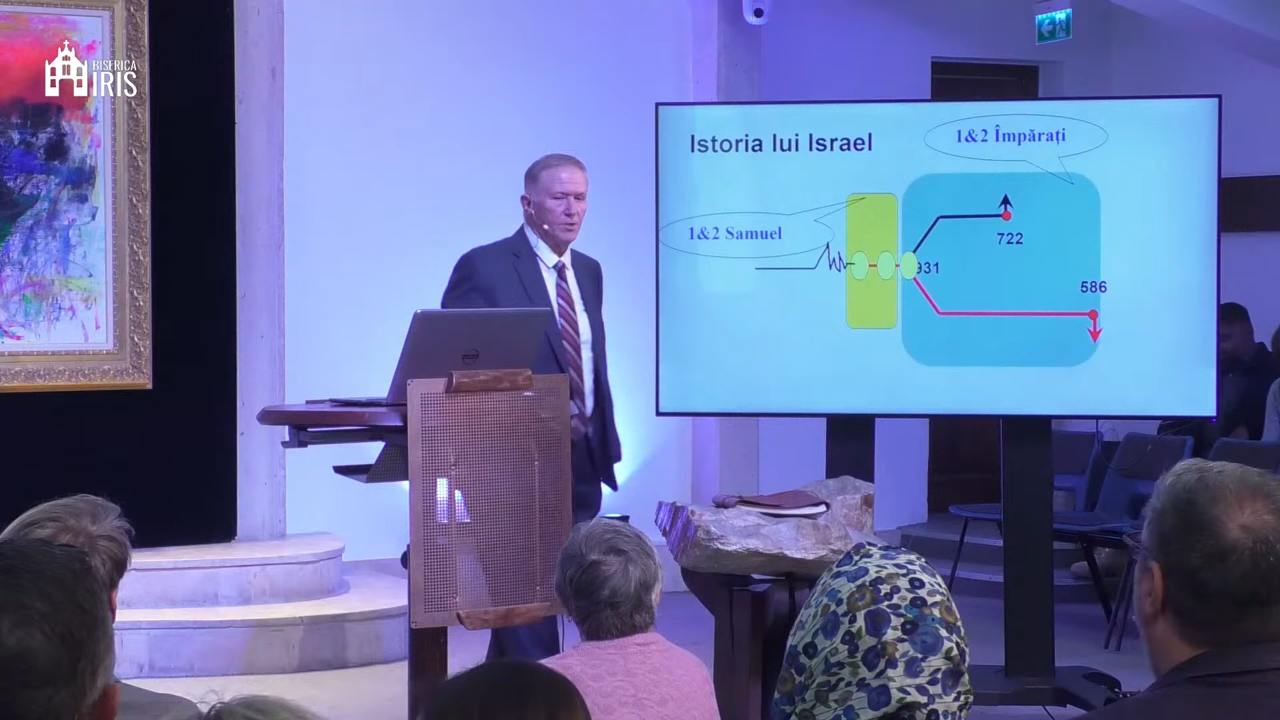 BISERICA
IRIS
Istoria lui Israel
1&2 Împărați
1&2 Samuel
722
931
586